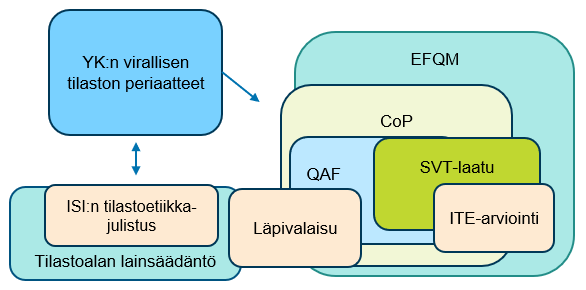 YK:n virallisen
tilaston periaatteet
EFQM
CoP
QAF
SVT-laatu
ISI:n tilastoetiikka-
julistus
Läpivalaisu
ITE-arviointi
Tilastoalan lainsäädäntö